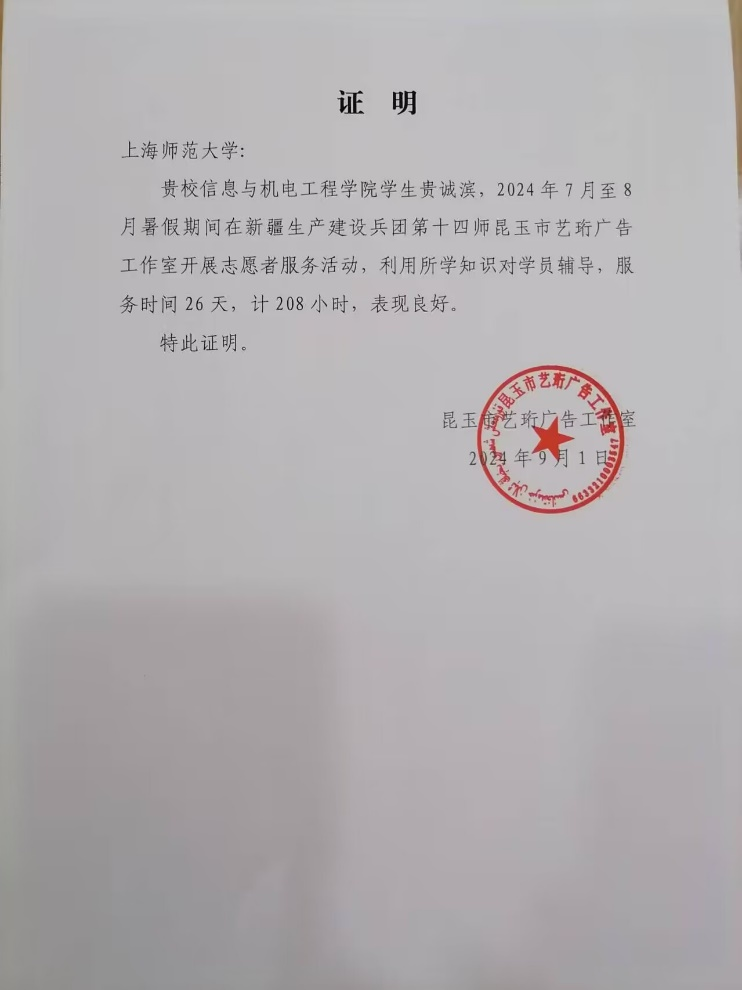 证 明
上海师范大学:
贵校信息与机电工程学院学生贵诚滨，2024 年 7 月至 8
月暑假期间在新疆生产建设兵团第十四师昆玉市艺珩广告
工作室开展志愿者服务活动，利用所学知识对学员辅导，服
务时间 26 天，计 208 小时，表现良好。
特此证明。
昆玉市艺珩广告工作室
2024 年 9 月 1 日
昆玉市艺珩广告工作室